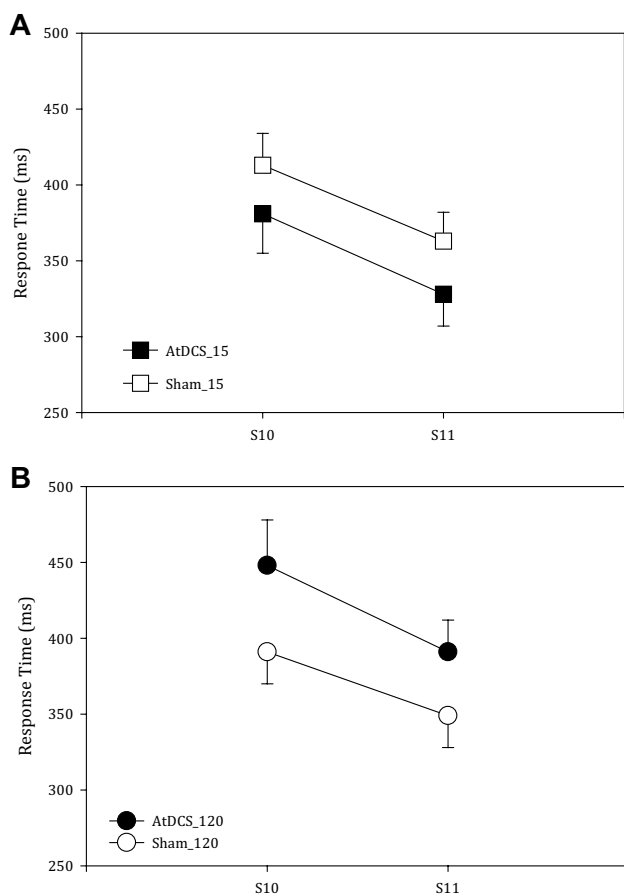 A
500
450
400
350
300
250
Respone Time (ms)
AtDCS_15
Sham_15
S10 S11
B
500
450
400
350
300
250
Response Time (ms)
AtDCS_120
Sham_120
S10 S11